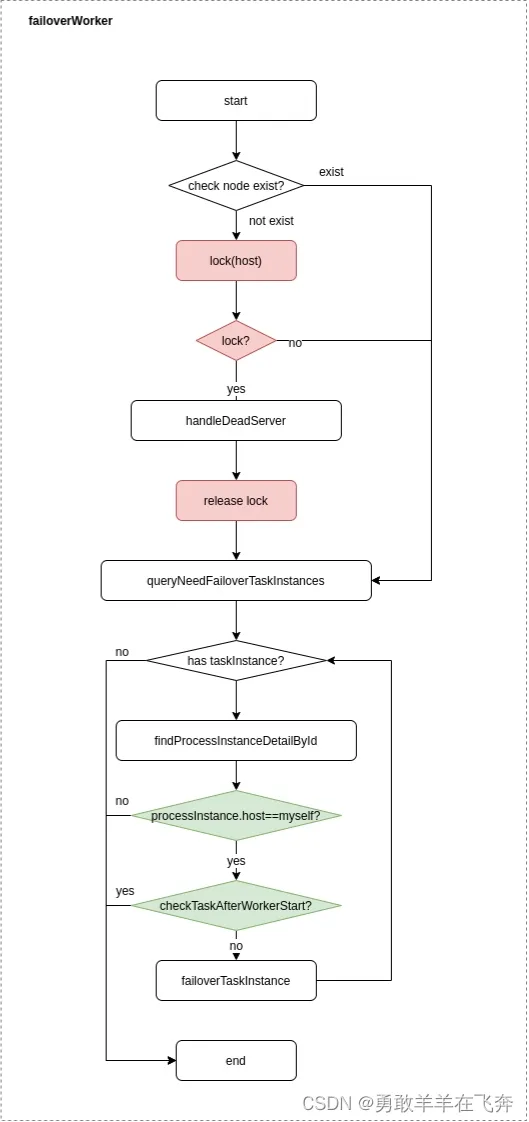 failoverWorker
start
check node exist?
exist
not exist
lock(host)
lock?
no
yes
handleDeadServer
release lock
queryNeedFailoverTaskInstances
no
has taskInstance?
findProcessInstanceDetailById
no
processInstance.host==myself?
yes
yes
checkTaskAfterWorkerStart?
no
failoverTaskInstance
end
CSDN @勇敢羊羊在飞奔